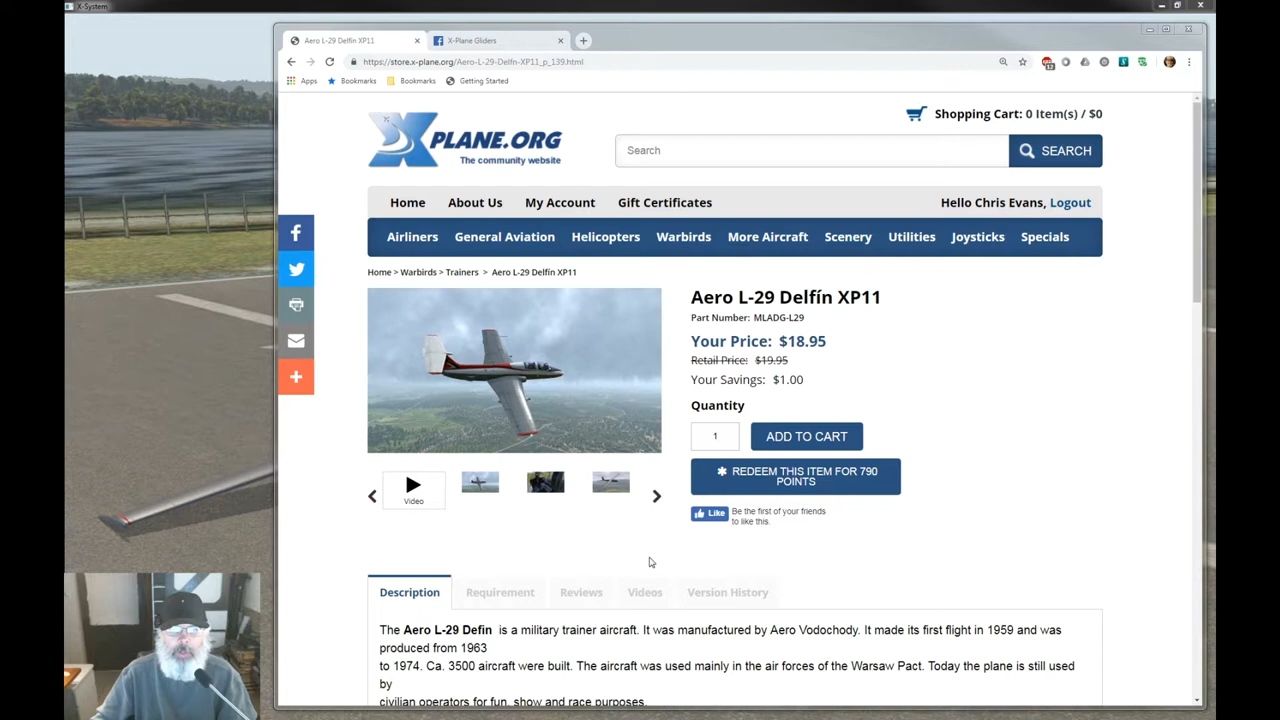 X-System
Aero L-29 Delfín XP11
X-Plane Gliders
https://store.x-plane.org/Aero-L-29-Delfn-XP11_p_139.html
Apps
Bookmarks
Bookmarks
Getting Started
X PLANE.ORG
The community website
Shopping Cart: 0 Item(s) / $0
Search
SEARCH
Home
About Us
My Account
Gift Certificates
Hello Chris Evans, Logout
Airliners
General Aviation
Helicopters
Warbirds
More Aircraft
Scenery
Utilities
Joysticks
Specials
Home > Warbirds > Trainers > Aero L-29 Delfín XP11
Aero L-29 Delfín XP11
Part Number: MLADG-L29
Your Price: $18.95
Retail Price: $19.95
Your Savings: $1.00
Quantity
1
ADD TO CART
✱ REDEEM THIS ITEM FOR 790
POINTS
Video
Like
Be the first of your friends
to like this.
Description
Requirement
Reviews
Videos
Version History
The Aero L-29 Defin is a military trainer aircraft. It was manufactured by Aero Vodochody. It made its first flight in 1959 and was
produced from 1963
to 1974. Ca. 3500 aircraft were built. The aircraft was used mainly in the air forces of the Warsaw Pact. Today the plane is still used
by
civilian operators for fun, show and race purposes.